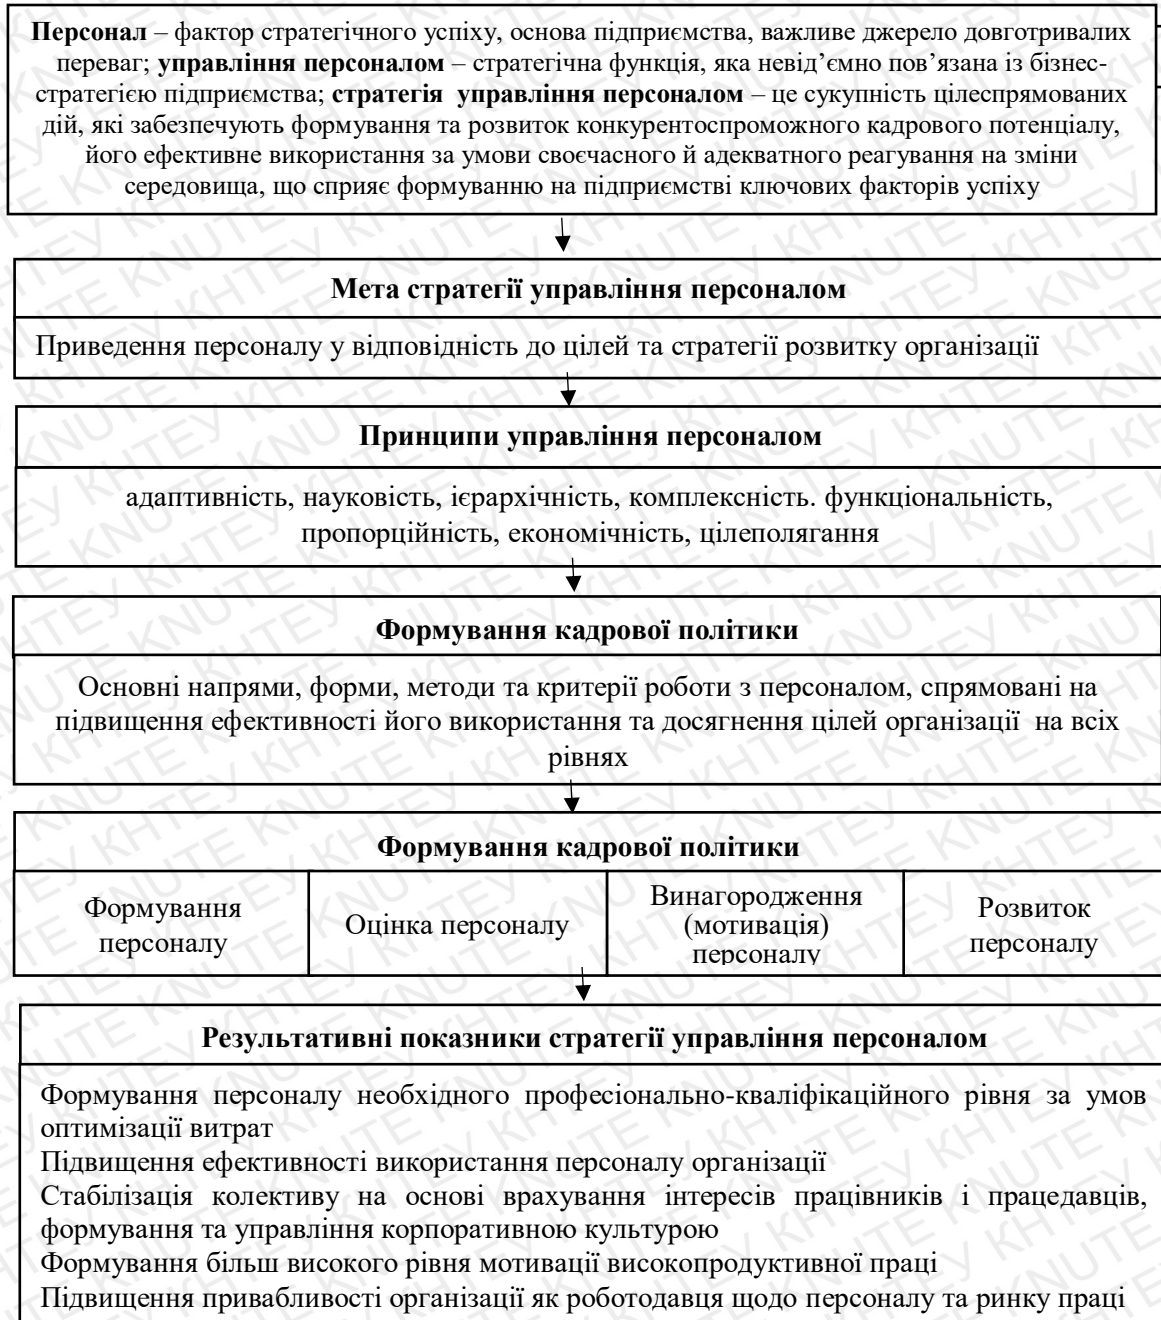 Персонал – фактор стратегічного успіху, основа підприємства, важливе джерело довготривалих
переваг; управління персоналом – стратегічна функція, яка невід’ємно пов’язана із бізнес-
стратегією підприємства; стратегія управління персоналом – це сукупність цілеспрямованих
дій, які забезпечують формування та розвиток конкурентоспроможного кадрового потенціалу,
його ефективне використання за умови своєчасного й адекватного реагування на зміни
середовища, що сприяє формуванню на підприємстві ключових факторів успіху
Мета стратегії управління персоналом
Приведення персоналу у відповідність до цілей та стратегії розвитку організації
Принципи управління персоналом
адаптивність, науковість, ієрархічність, комплексність. функціональність,
пропорційність, економічність, цілеполягання
Формування кадрової політики
Основні напрями, форми, методи та критерії роботи з персоналом, спрямовані на
підвищення ефективності його використання та досягнення цілей організації на всіх
рівнях
Формування кадрової політики
Формування
персоналу
Оцінка персоналу
Винагородження
(мотивація)
персоналу
Розвиток
персоналу
Результативні показники стратегії управління персоналом
Формування персоналу необхідного професіонально-кваліфікаційного рівня за умов
оптимізації витрат
Підвищення ефективності використання персоналу організації
Стабілізація колективу на основі врахування інтересів працівників і працедавців,
формування та управління корпоративною культурою
Формування більш високого рівня мотивації високопродуктивної праці
Підвищення привабливості організації як роботодавця щодо персоналу та ринку праці